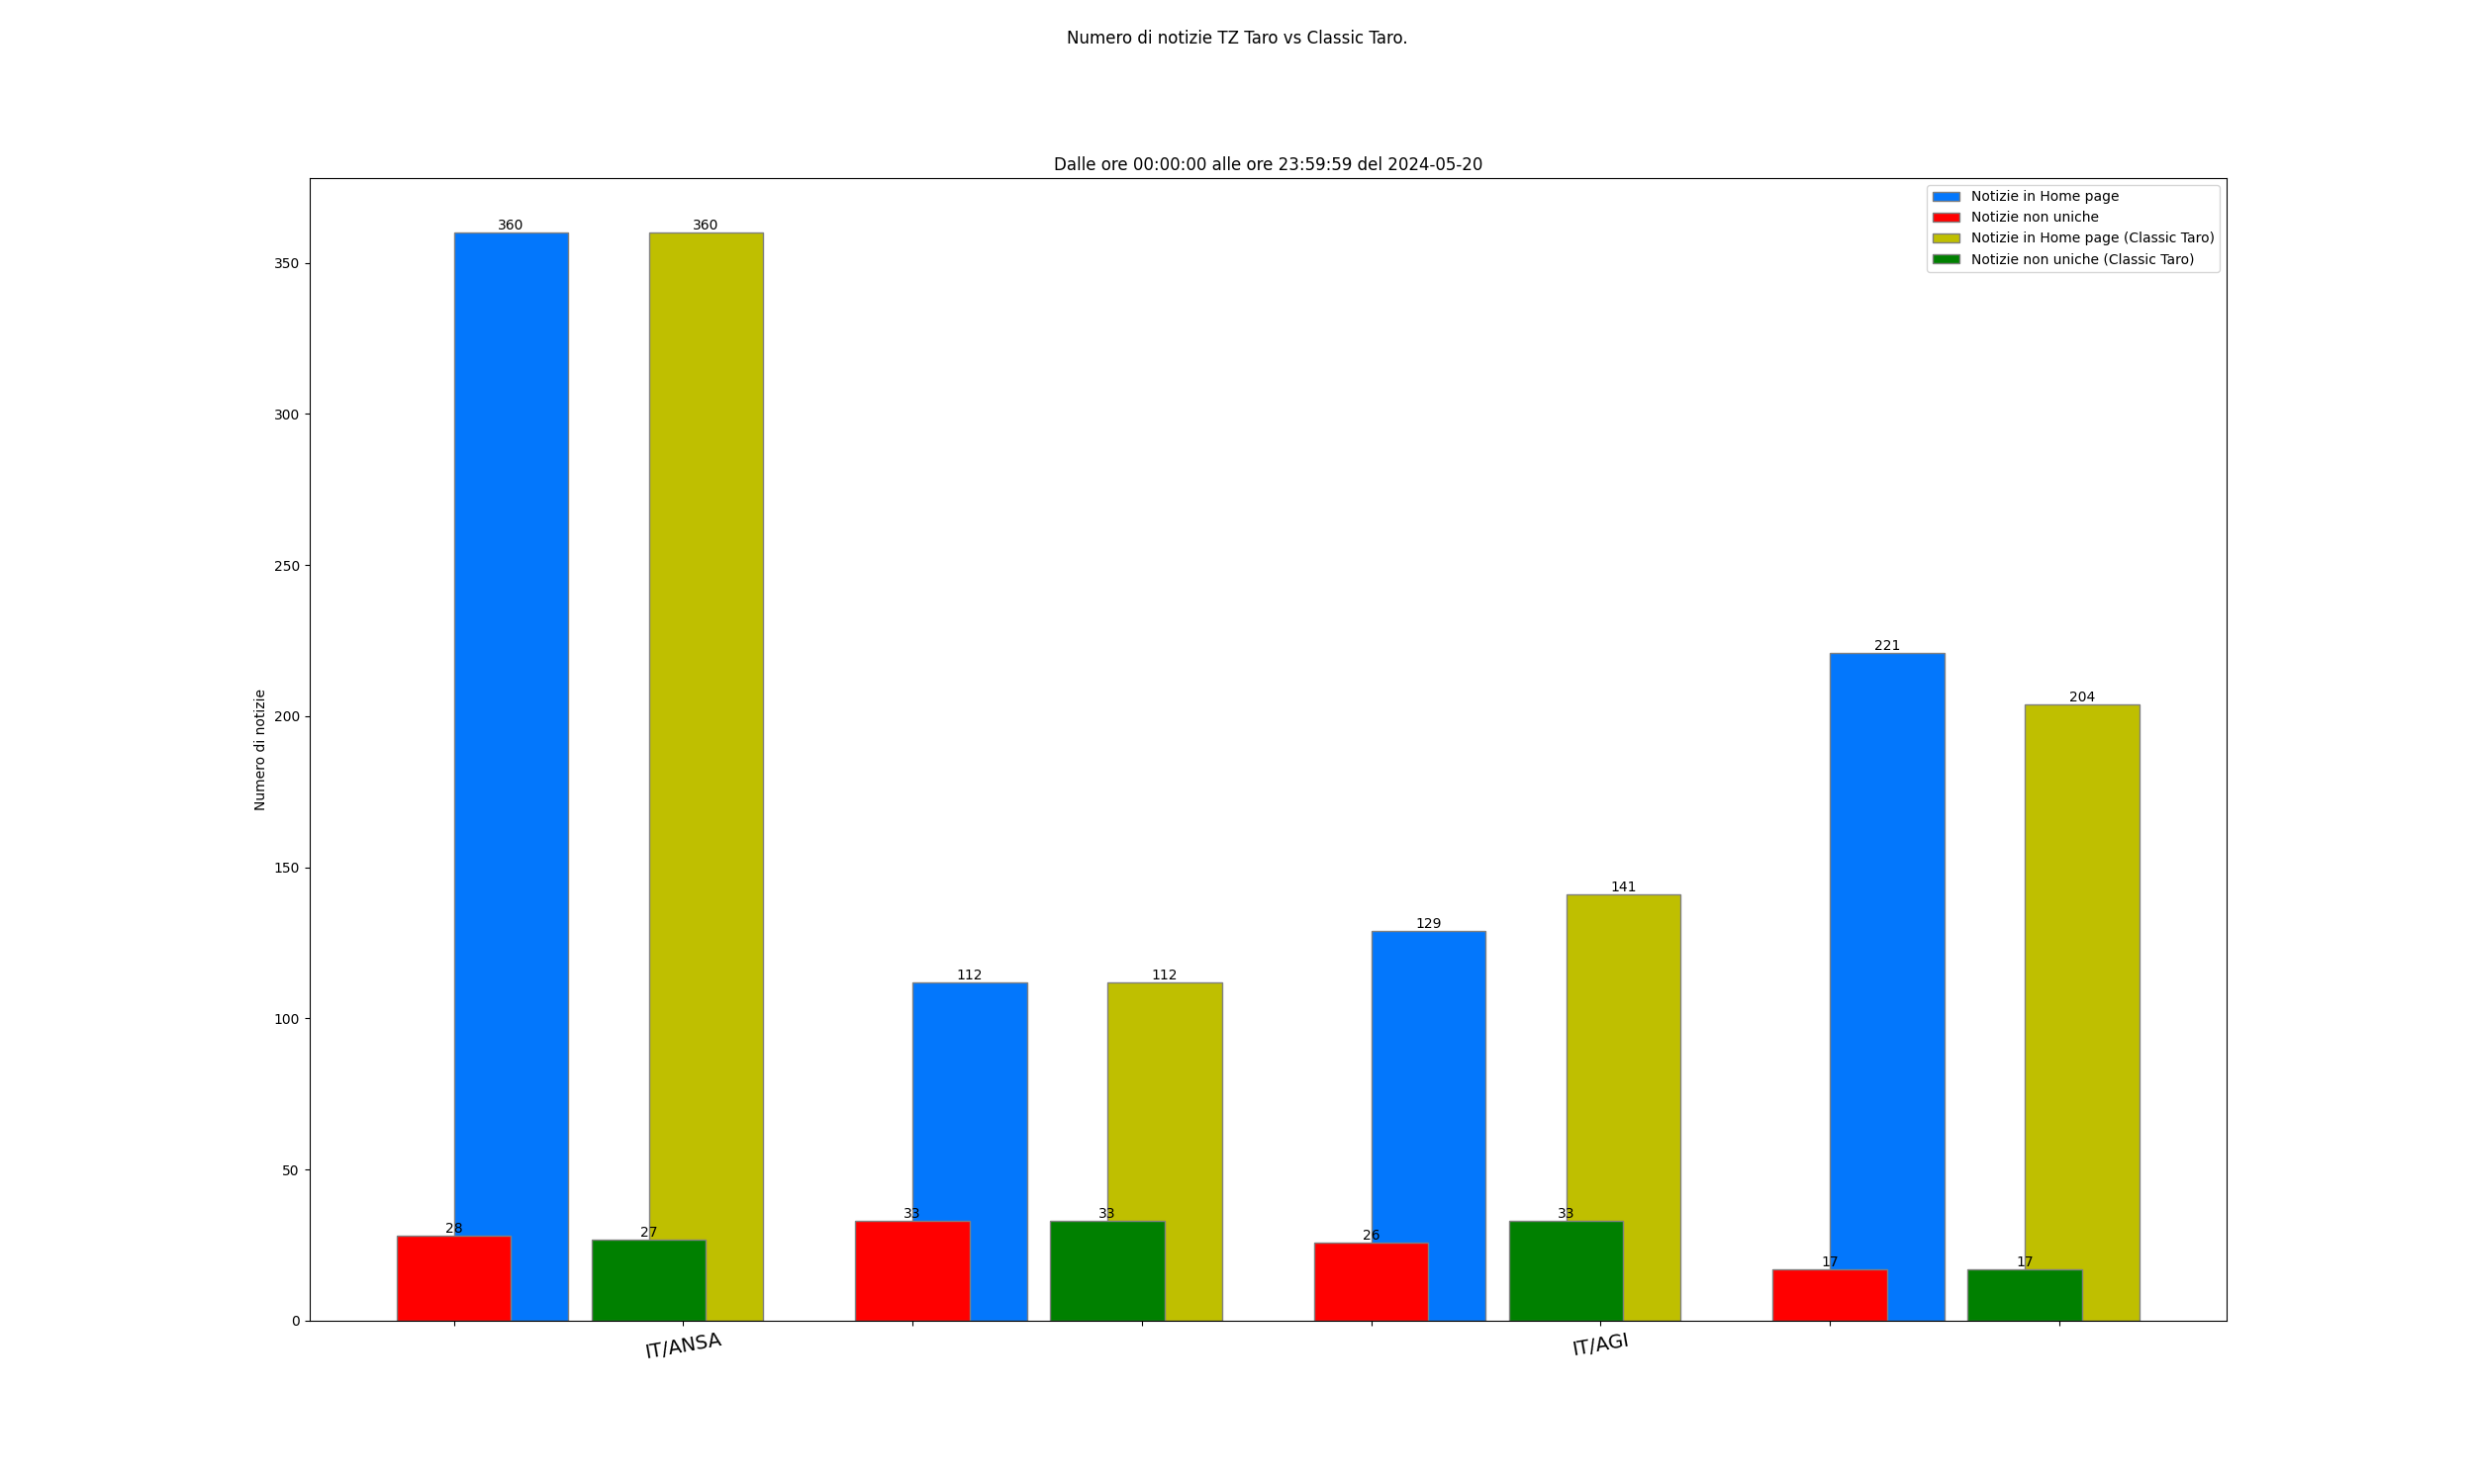 Numero di notizie TZ Taro vs Classic Taro.
Dalle ore 00:00:00 alle ore 23:59:59 del 2024-05-20
Notizie in Home page
Notizie non uniche
Notizie in Home page (Classic Taro)
Notizie non uniche (Classic Taro)
Numero di notizie
350
300
250
200
150
100
50
0
360
360
28
27
112
112
33
33
129
141
26
33
221
204
17
17
IT/ANSA
IT/AGI